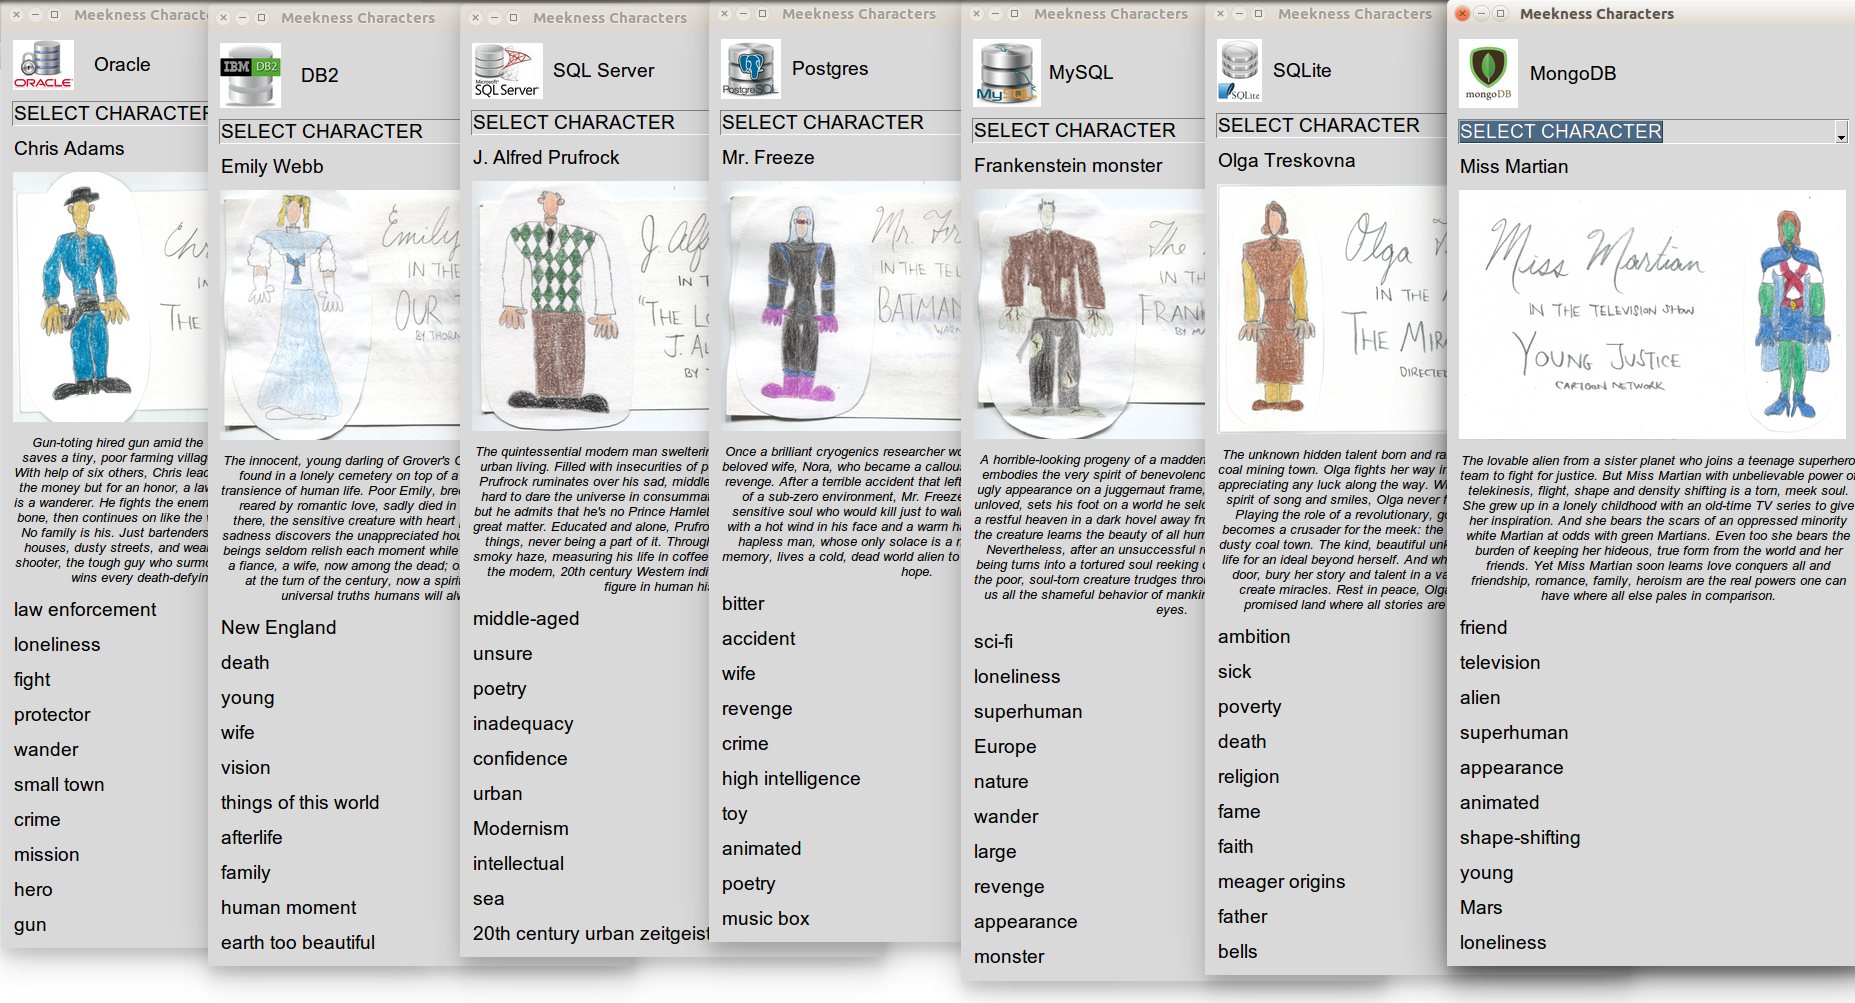 Meekness Characte
ORACLE
Oracle
SELECT CHARACTER
Chris Adams
Chr
IN
THE
Gun-toting hired gun amid the
saves a tiny, poor farming villag
With help of six others, Chris lead
the money but for an honor, a law
is a wanderer. He fights the enem
bone, then continues on like the
No family is his. Just bartenders
houses, dusty streets, and wea
shooter, the tough guy who surmo
wins every death-defyin
law enforcement
loneliness
fight
protector
wander
small town
crime
mission
hero
gun
Meekness Characters
IBM DB2
DB2
SELECT CHARACTER
Emily Webb
Emily
IN THE
OUR
BY THORN
The innocent, young darling of Grover's C
found in a lonely cemetery on top of a
transience of human life. Poor Emily, bre
reared by romantic love, sadly died in
there, the sensitive creature with heart
sadness discovers the unappreciated hou
beings seldom relish each moment while
a fiance, a wife, now among the dead; o
at the turn of the century, now a spiri
universal truths humans will alw
New England
death
young
wife
vision
things of this world
afterlife
family
human moment
earth too beautiful
Meekness Characters
Microsoft
SQL Server
SQL Server
SELECT CHARACTER
J. Alfred Prufrock
J. Alf
IN T
"THE LO
J. AL
BY T
The quintessential modern man swelterin
urban living. Filled with insecurities of p
Prufrock ruminates over his sad, middle
hard to dare the universe in consummat
but he admits that he's no Prince Hamlet
great matter. Educated and alone, Prufro
things, never being a part of it. Through
smoky haze, measuring his life in coffee
the modern, 20th century Western indi
figure in human his
middle-aged
unsure
poetry
inadequacy
confidence
urban
Modernism
intellectual
sea
20th century urban zeitgeist
Meekness Characters
PostgreSQL
Postgres
SELECT CHARACTER
Mr. Freeze
Mr. Fr
IN THE TEL
BATMAN
WARN
Once a brilliant cryogenics researcher wo
beloved wife, Nora, who became a callou
revenge. After a terrible accident that left
of a sub-zero environment, Mr. Freeze
sensitive soul who would kill just to wal
with a hot wind in his face and a warm ha
hapless man, whose only solace is a m
memory, lives a cold, dead world alien to
hope.
bitter
accident
wife
revenge
crime
high intelligence
toy
animated
poetry
music box
Meekness Characters
MySQL
MySQL
SELECT CHARACTER
Frankenstein monster
The
IN TH
FRANK
BY MA
A horrible-looking progeny of a madden
embodies the very spirit of benevolenc
ugly appearance on a juggernaut frame,
unloved, sets his foot on a world he seld
a restful heaven in a dark hovel away fro
the creature learns the beauty of all hum
Nevertheless, after an unsuccessful r
being turns into a tortured soul reeking o
the poor, soul-torn creature trudges throu
us all the shameful behavior of mankin
eyes.
sci-fi
loneliness
superhuman
Europe
nature
wander
large
revenge
appearance
monster
Meekness Characters
SQLite
SQLite
SELECT CHARACTER
Olga Treskovna
Olga T
IN THE
THE MIR
DIRECTED
The unknown hidden talent born and ra
coal mining town. Olga fights her way in
appreciating any luck along the way. W
spirit of song and smiles, Olga never f
Playing the role of a revolutionary, go
becomes a crusader for the meek: the
dusty coal town. The kind, beautiful unk
life for an ideal beyond herself. And wh
door, bury her story and talent in a va
create miracles. Rest in peace, Olga
promised land where all stories are
ambition
sick
poverty
death
religion
fame
faith
meager origins
father
bells
Meekness Characters
mongoDB
MongoDB
SELECT CHARACTER
Miss Martian
Miss Martian
IN THE TELEVISION SHOW
YOUNG JUSTICE
CARTOON NETWORK
The lovable alien from a sister planet who joins a teenage superhero
team to fight for justice. But Miss Martian with unbelievable power of
telekinesis, flight, shape and density shifting is a torn, meek soul.
She grew up in a lonely childhood with an old-time TV series to give
her inspiration. And she bears the scars of an oppressed minority
white Martian at odds with green Martians. Even too she bears the
burden of keeping her hideous, true form from the world and her
friends. Yet Miss Martian soon learns love conquers all and
friendship, romance, family, heroism are the real powers one can
have where all else pales in comparison.
friend
television
alien
superhuman
appearance
animated
shape-shifting
young
Mars
loneliness